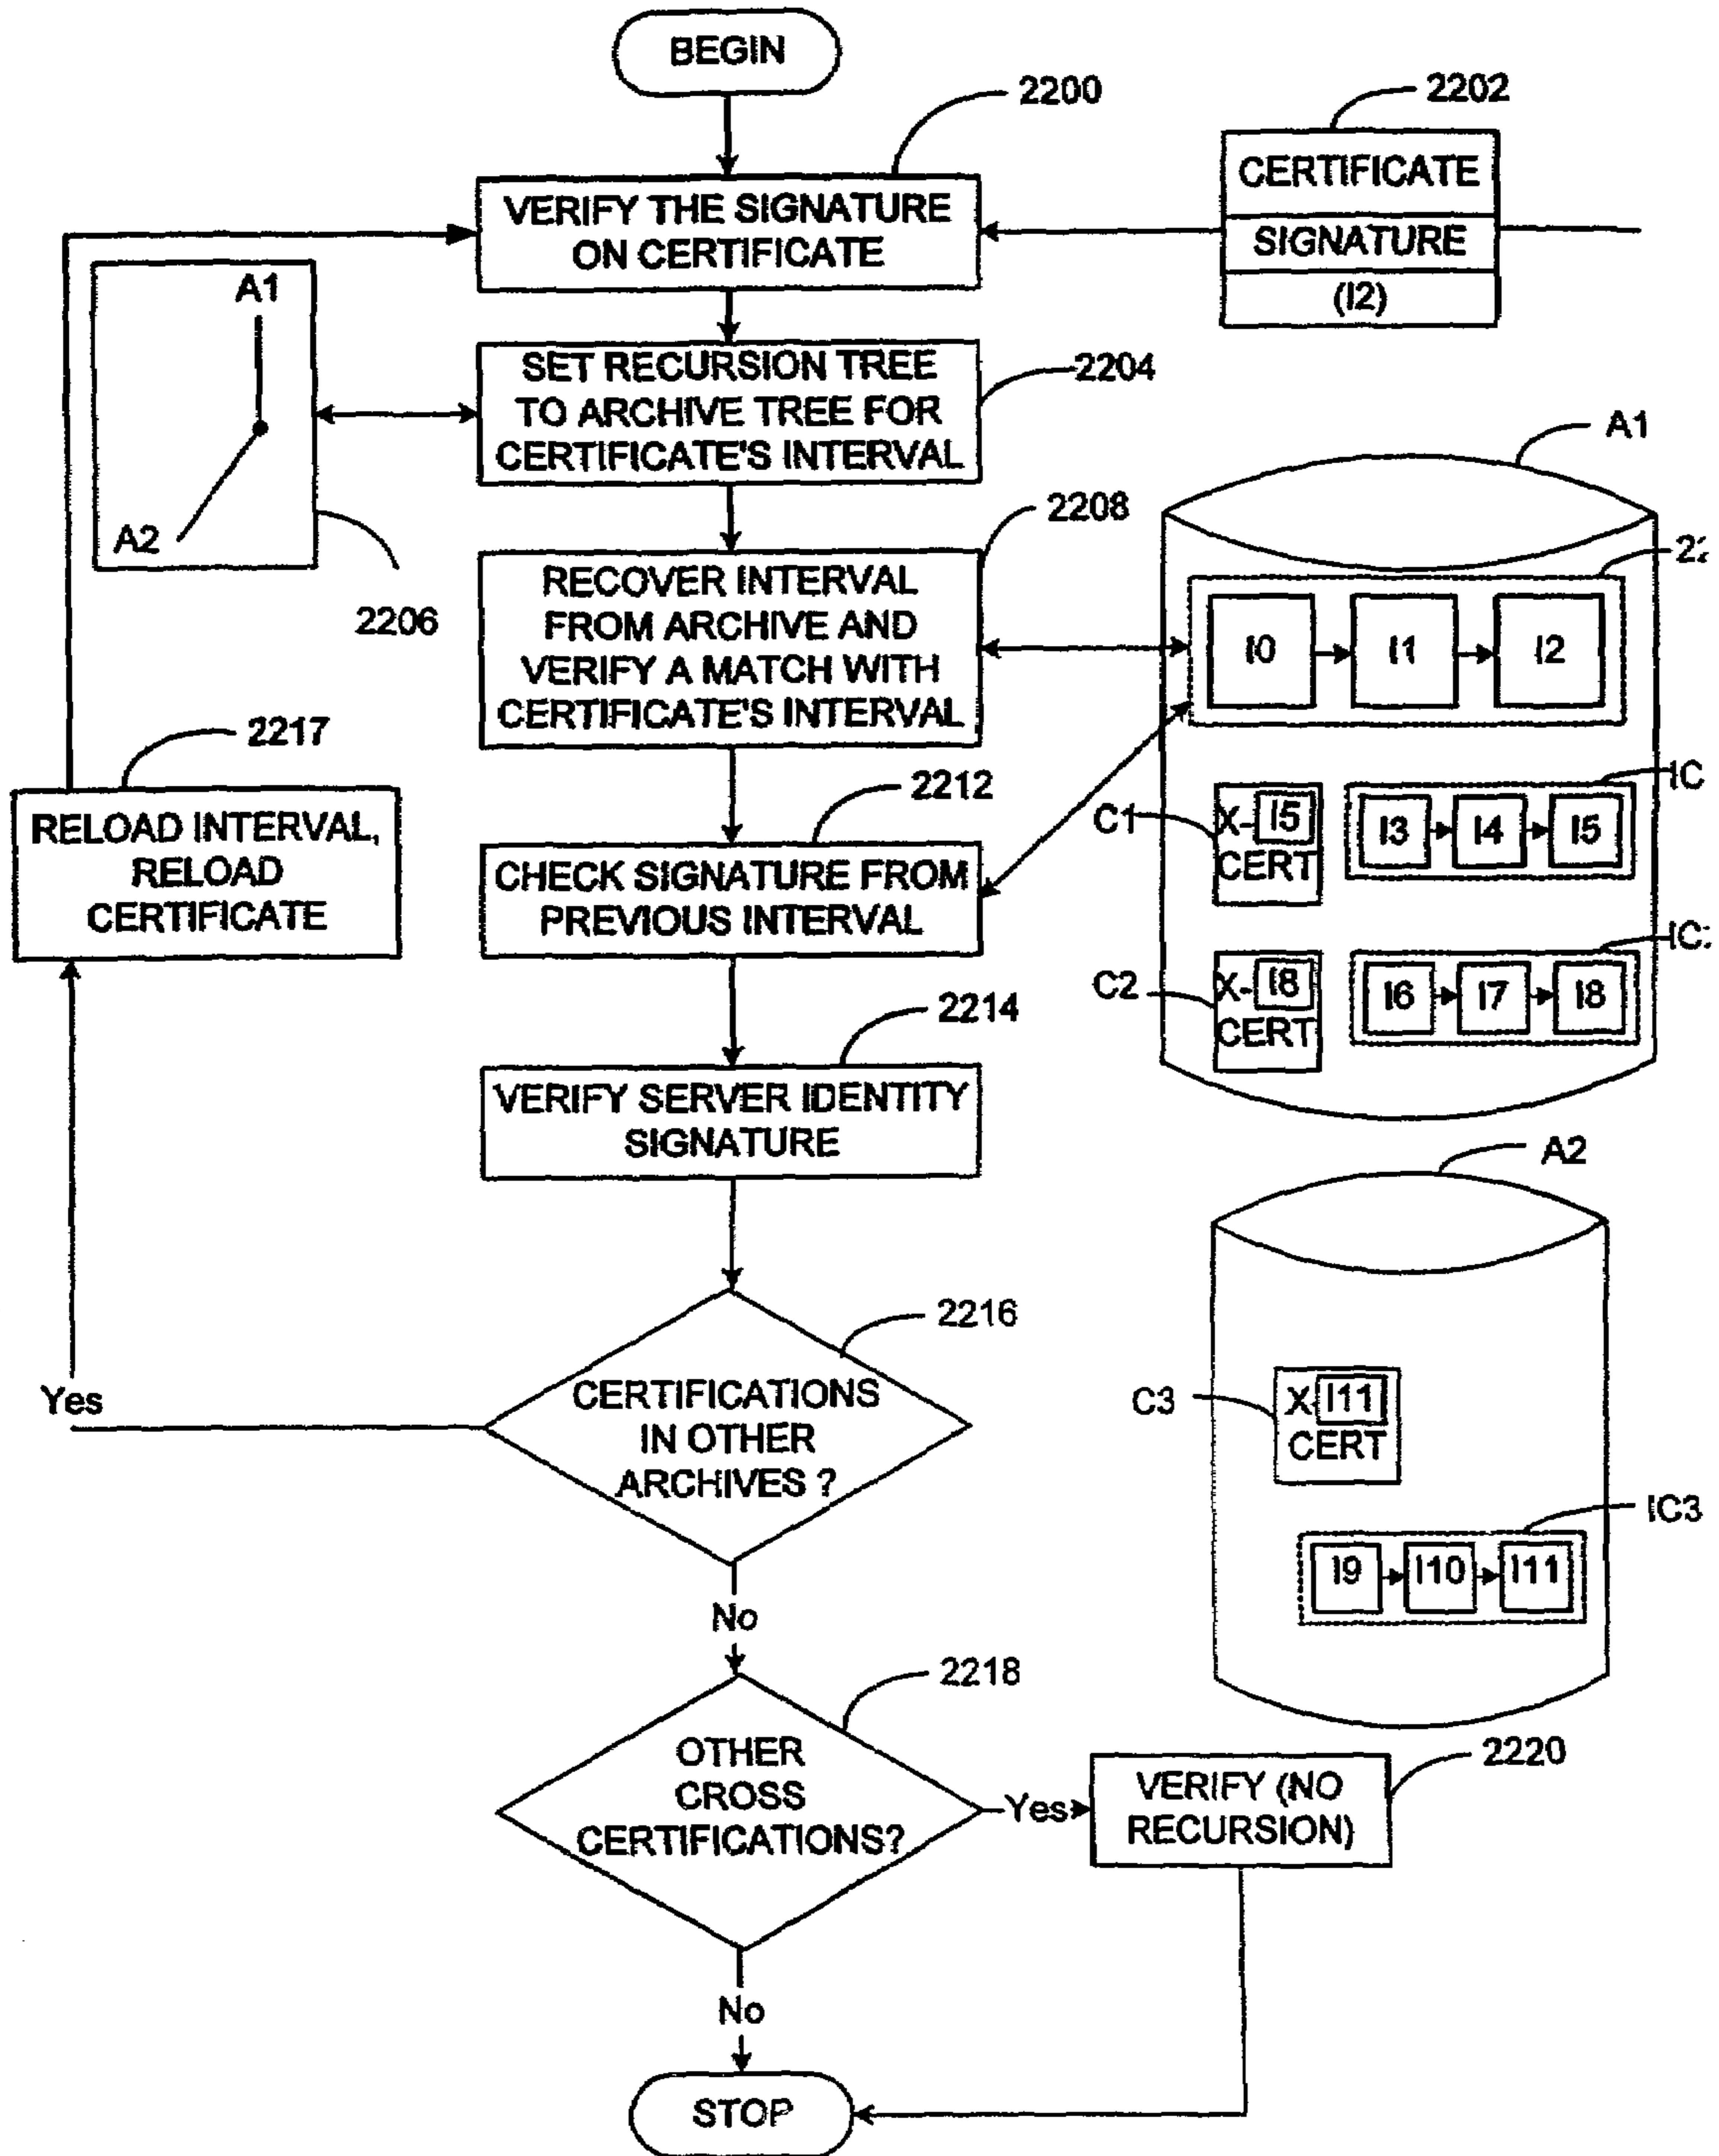 BEGIN
2200
2202
VERIFY THE SIGNATURE
ON CERTIFICATE
CERTIFICATE
SIGNATURE
(I2)
A1
A2
2206
SET RECURSION TREE
TO ARCHIVE TREE FOR
CERTIFICATE'S INTERVAL
2204
A1
2208
RECOVER INTERVAL
FROM ARCHIVE AND
VERIFY A MATCH WITH
CERTIFICATE'S INTERVAL
I0
I1
I2
2217
RELOAD INTERVAL,
RELOAD
CERTIFICATE
2212
CHECK SIGNATURE FROM
PREVIOUS INTERVAL
C1
X- I5
CERT
I3
I4
I5
IC
C2
X- I8
CERT
I6
I7
I8
2214
VERIFY SERVER IDENTITY
SIGNATURE
A2
2216
CERTIFICATIONS
IN OTHER
ARCHIVES ?
Yes
C3
X- I11
CERT
IC3
I9
I10
I11
No
2218
OTHER
CROSS
CERTIFICATIONS?
Yes
2220
VERIFY (NO
RECURSION)
No
STOP